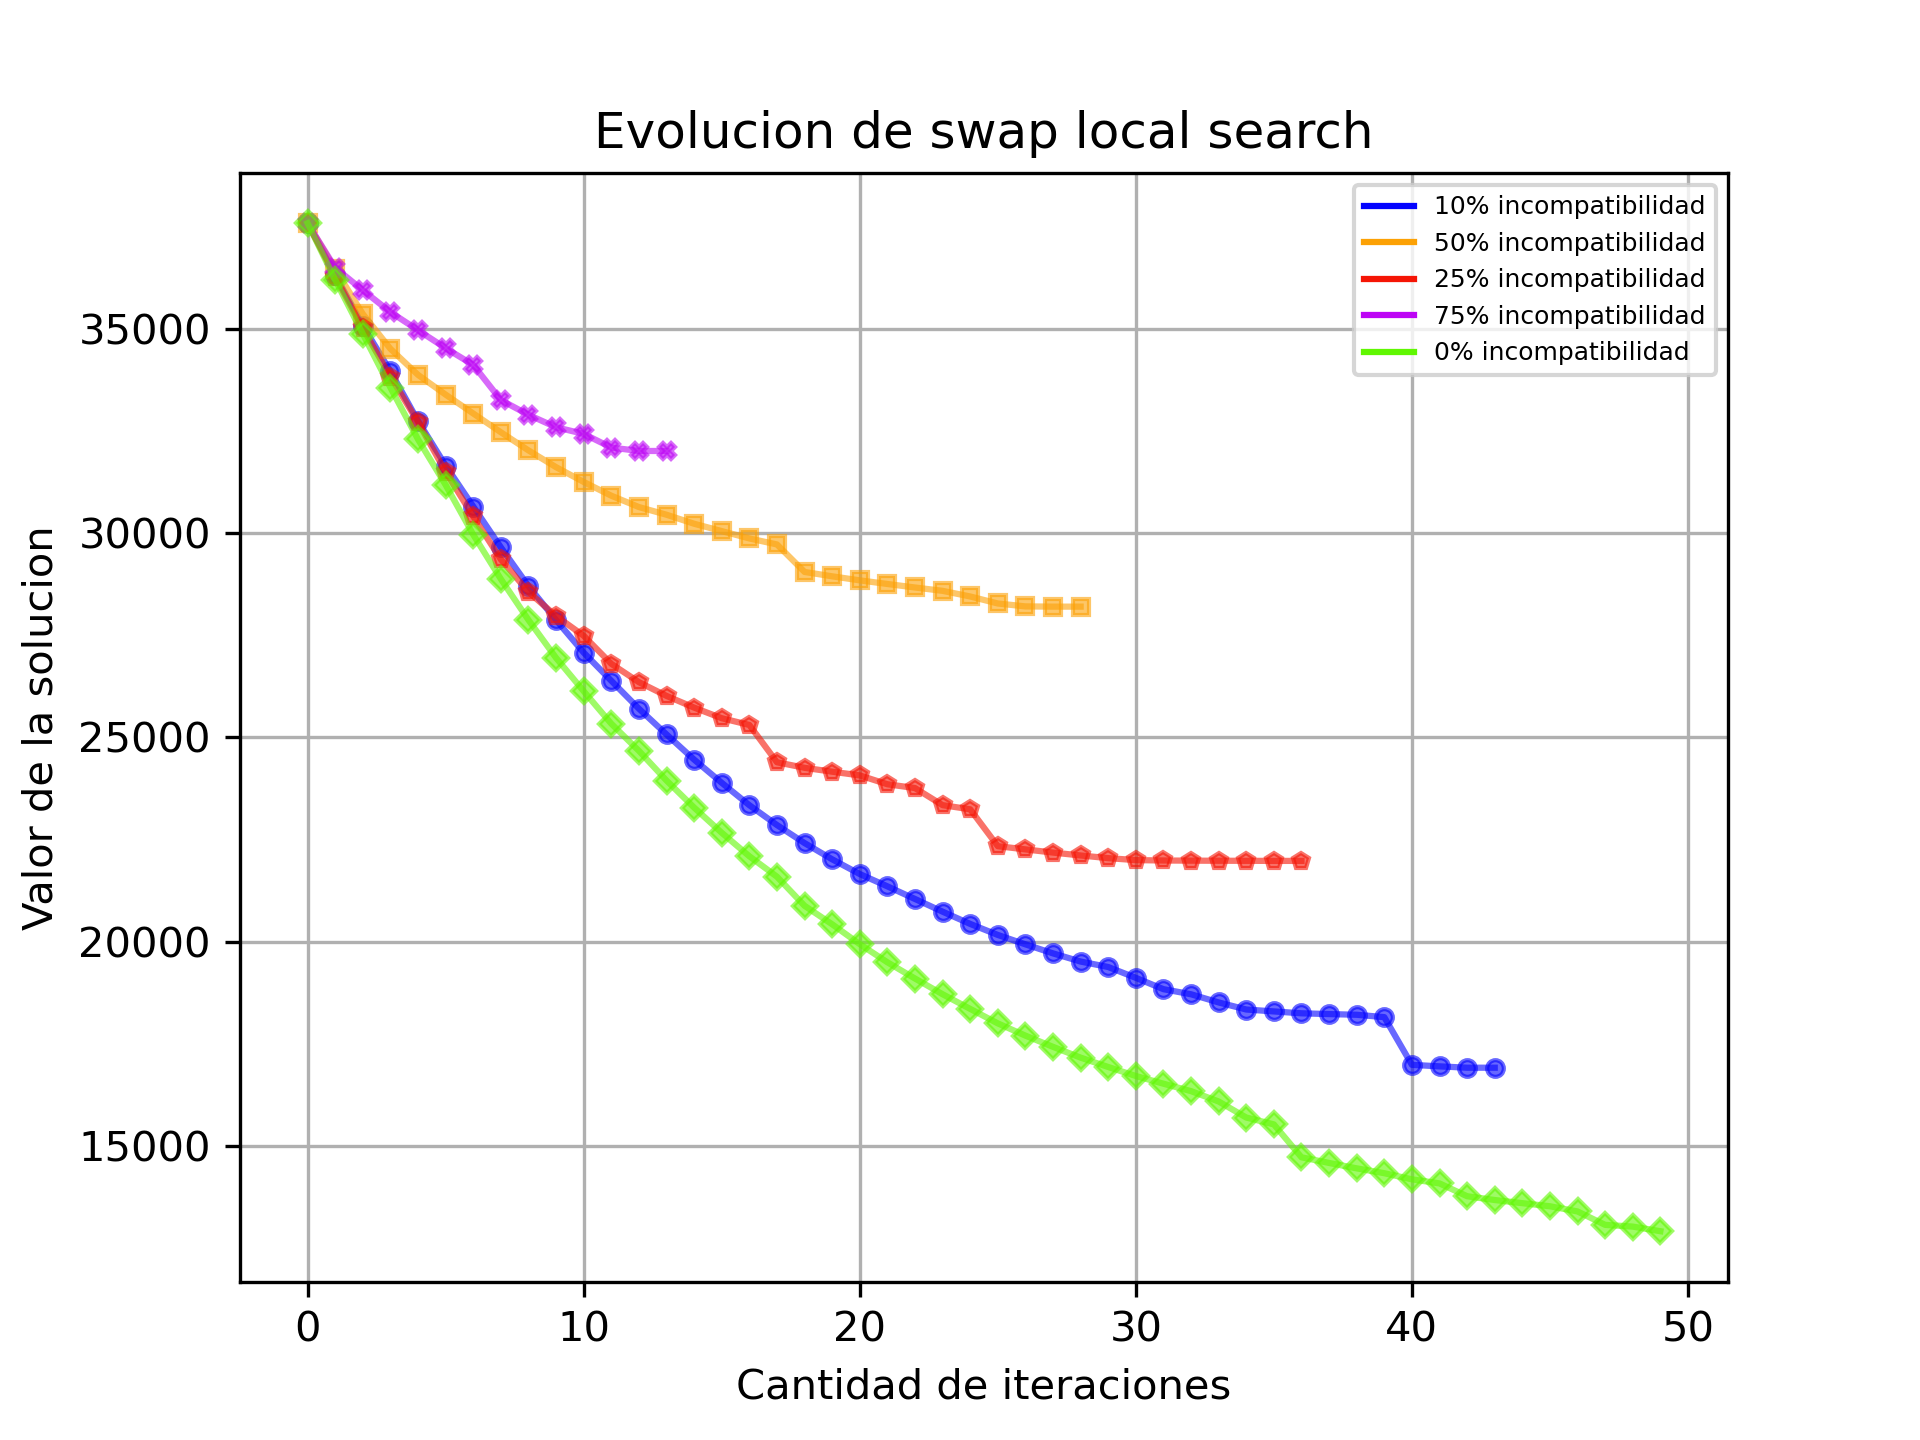 Evolucion de swap local search
10% incompatibilidad
50% incompatibilidad
25% incompatibilidad
75% incompatibilidad
0% incompatibilidad
Valor de la solucion
35000
30000
25000
20000
15000
0 10 20 30 40 50
Cantidad de iteraciones